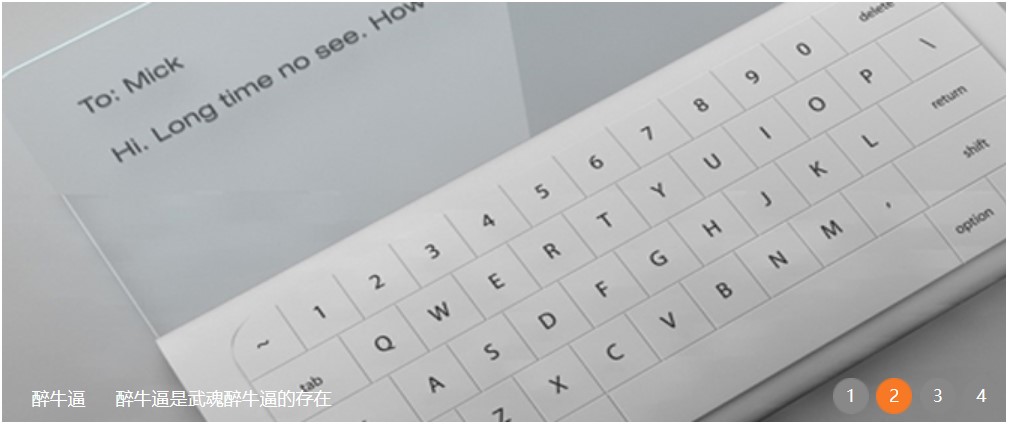 To: Mick
Hi. Long time no see. How
~ 1 2 3 4 5 6 7 8 9 0 delete
tab Q W E R T Y U I O P \
A S D F G H J K L return
Z X C V B N M , shift
option
醉牛逼 醉牛逼是武魂醉牛逼的存在
1 2 3 4